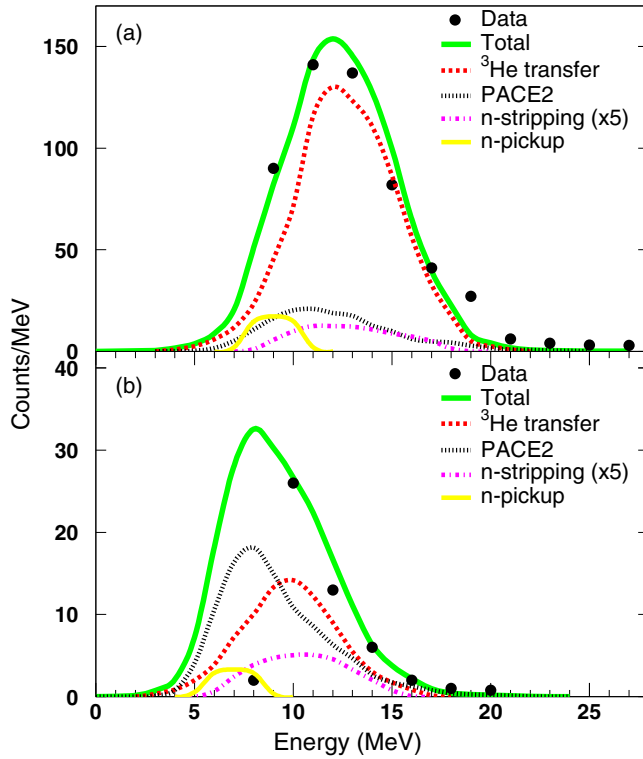 (a)
Data
Total
³He transfer
PACE2
n-stripping (x5)
n-pickup
150
100
50
0
Counts/MeV
(b)
Data
Total
³He transfer
PACE2
n-stripping (x5)
n-pickup
40
30
20
10
0
0 5 10 15 20 25
Energy (MeV)